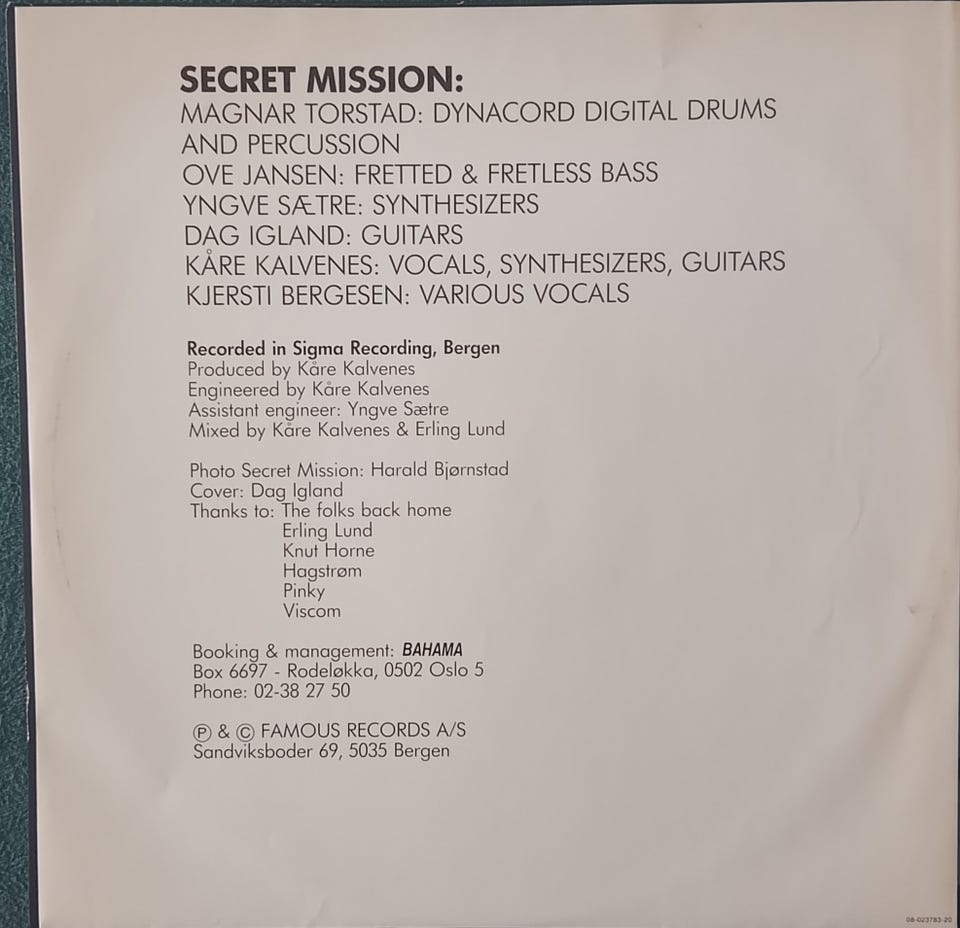 SECRET MISSION:
MAGNAR TORSTAD: DYNACORD DIGITAL DRUMS
AND PERCUSSION
OVE JANSEN: FRETTED & FRETLESS BASS
YNGVE SÆTRE: SYNTHESIZERS
DAG IGLAND: GUITARS
KÅRE KALVENES: VOCALS, SYNTHESIZERS, GUITARS
KJERSTI BERGESEN: VARIOUS VOCALS
Recorded in Sigma Recording, Bergen
Produced by Kåre Kalvenes
Engineered by Kåre Kalvenes
Assistant engineer: Yngve Sætre
Mixed by Kåre Kalvenes & Erling Lund
Photo Secret Mission: Harald Bjørnstad
Cover: Dag Igland
Thanks to: The folks back home
Erling Lund
Knut Horne
Hagstrøm
Pinky
Viscom
Booking & management: BAHAMA
Box 6697 - Rodeløkka, 0502 Oslo 5
Phone: 02-38 27 50
Ⓟ & © FAMOUS RECORDS A/S
Sandviksboder 69, 5035 Bergen
08-023783-20